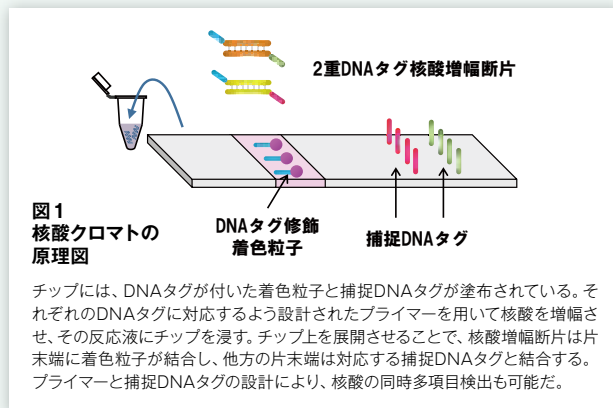 2重DNAタグ核酸増幅断片
図1
核酸クロマトの
原理図
DNAタグ修飾
着色粒子
捕捉DNAタグ
チップには、DNAタグが付いた着色粒子と捕捉DNAタグが塗布されている。そ
れぞれのDNAタグに対応するよう設計されたプライマーを用いて核酸を増幅さ
せ、その反応液にチップを浸す。チップ上を展開させることで、核酸増幅断片は片
末端に着色粒子が結合し、他方の片末端は対応する捕捉DNAタグと結合する。
プライマーと捕捉DNAタグの設計により、核酸の同時多項目検出も可能だ。